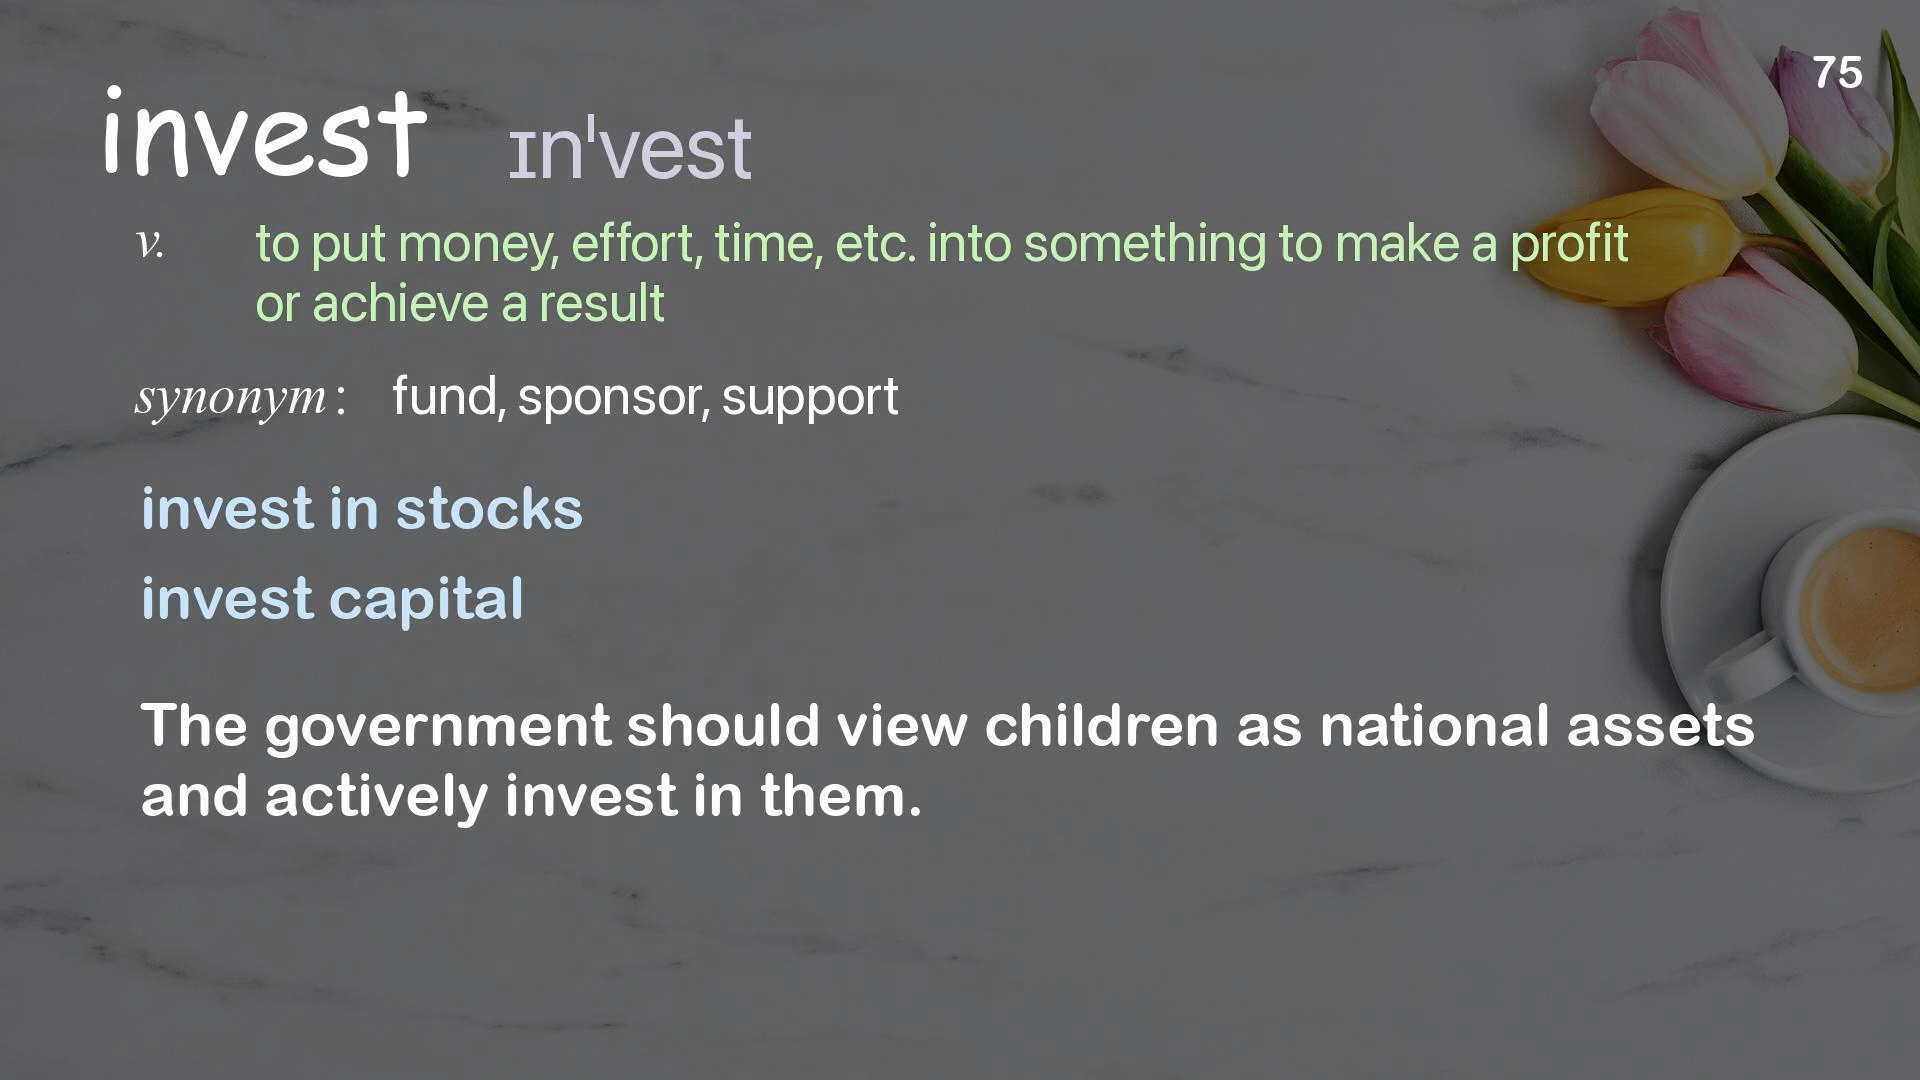 75
invest ɪnˈvest
v. to put money, effort, time, etc. into something to make a profit
or achieve a result
synonym : fund, sponsor, support
invest in stocks
invest capital
The government should view children as national assets
and actively invest in them.